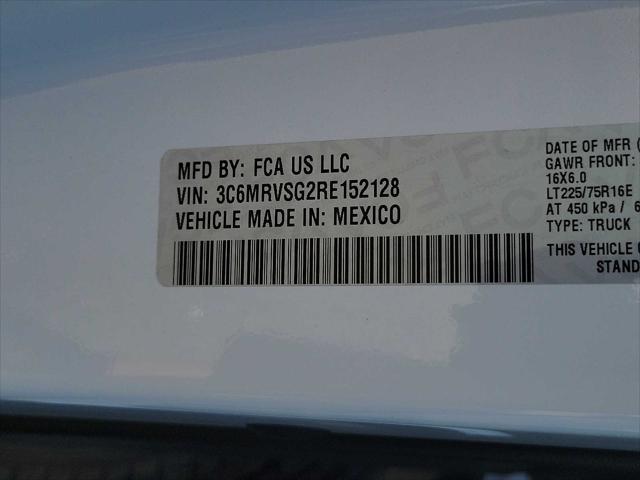 MFD BY: FCA US LLC
VIN: 3C6MRVSG2RE152128
VEHICLE MADE IN: MEXICO
DATE OF MFR (
GAWR FRONT:
16X6.0
LT225/75R16E
AT 450 kPa / 6
TYPE: TRUCK
THIS VEHICLE
STAND